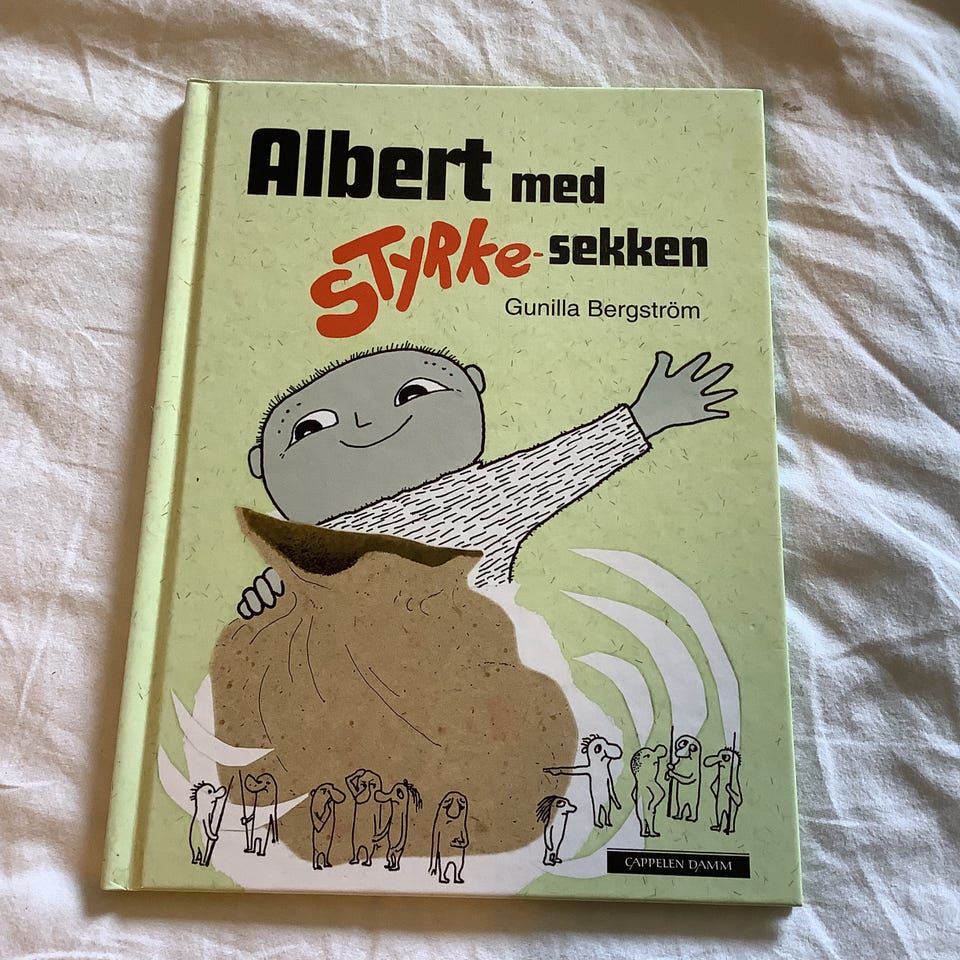 Albert med
STYRKe-sekken
Gunilla Bergström
CAPPELEN DAMM